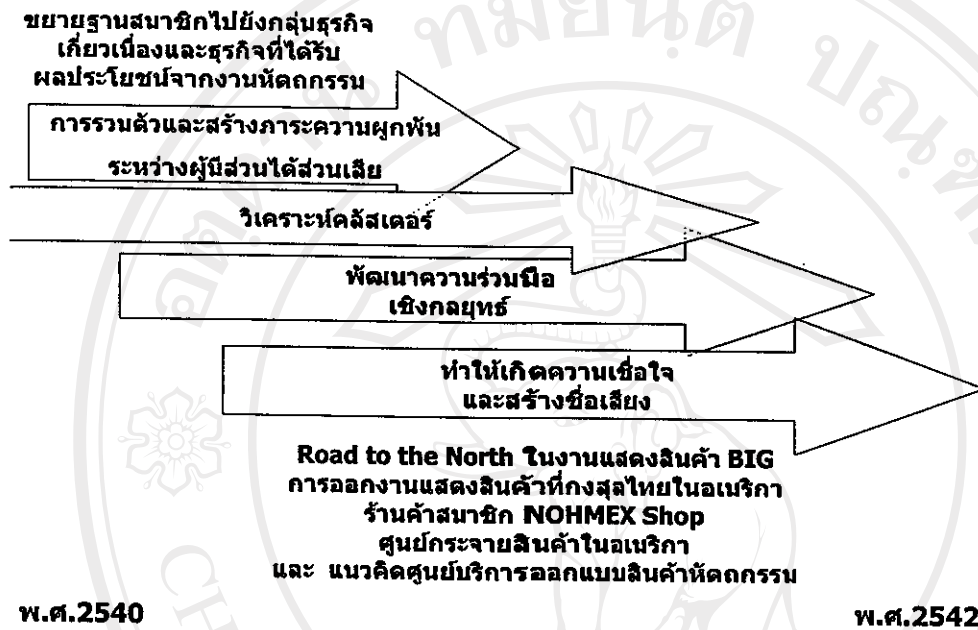 ขยายฐานสมาชิกไปยังกลุ่มธุรกิจ
เกี่ยวเนื่องและธุรกิจที่ได้รับ
ผลประโยชน์จากงานหัตถกรรม
การรวมตัวและสร้างภาระความผูกพัน
ระหว่างผู้มีส่วนได้ส่วนเสีย
วิเคราะห์คลัสเตอร์
พัฒนาความร่วมมือ
เชิงกลยุทธ์
ทำให้เกิดความเชื่อใจ
และสร้างชื่อเสียง
Road to the North ในงานแสดงสินค้า BIG
การออกงานแสดงสินค้าที่กงสุลไทยในอเมริกา
ร้านค้าสมาชิก NOHMEX Shop
ศูนย์กระจายสินค้าในอเมริกา
และ แนวคิดศูนย์บริการออกแบบสินค้าหัตถกรรม
พ.ศ.2540
พ.ศ.2542